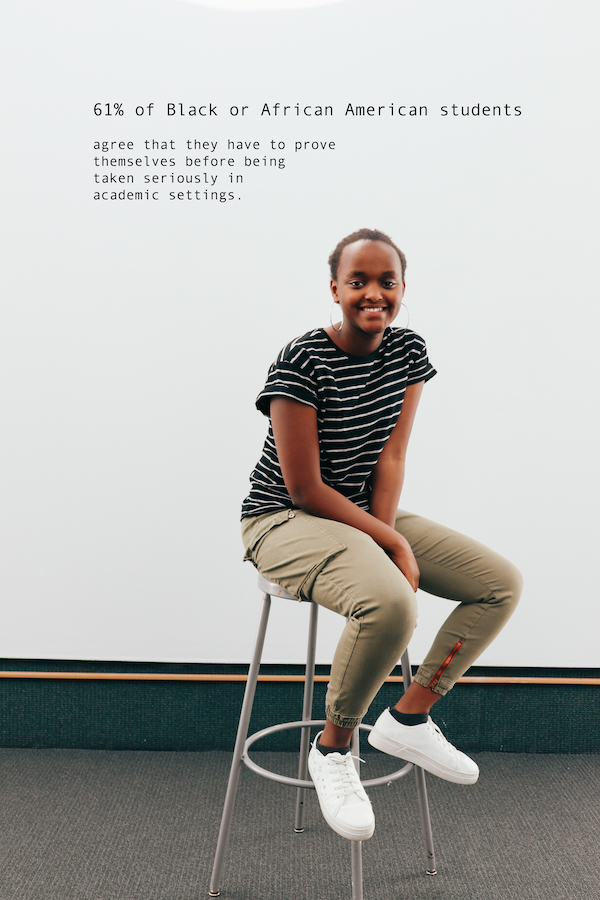 61% of Black or African American students
agree that they have to prove
themselves before being
taken seriously in
academic settings.